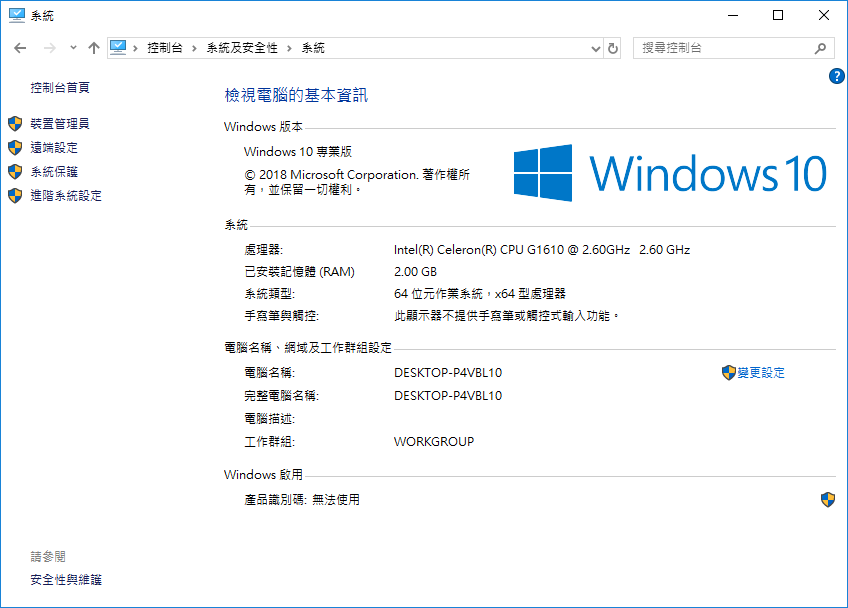 系統
控制台 › 系統及安全性 › 系統
搜尋控制台
?
控制台首頁
裝置管理員
遠端設定
系統保護
進階系統設定
檢視電腦的基本資訊
Windows 版本
Windows 10 專業版
© 2018 Microsoft Corporation. 著作權所
有，並保留一切權利。
Windows 10
系統
處理器: Intel(R) Celeron(R) CPU G1610 @ 2.60GHz 2.60 GHz
已安裝記憶體 (RAM) 2.00 GB
系統類型: 64 位元作業系統，x64 型處理器
手寫筆與觸控: 此顯示器不提供手寫筆或觸控式輸入功能。
電腦名稱、網域及工作群組設定
電腦名稱: DESKTOP-P4VBL10 變更設定
完整電腦名稱: DESKTOP-P4VBL10
電腦描述:
工作群組: WORKGROUP
Windows 啟用
產品識別碼: 無法使用
請參閱
安全性與維護